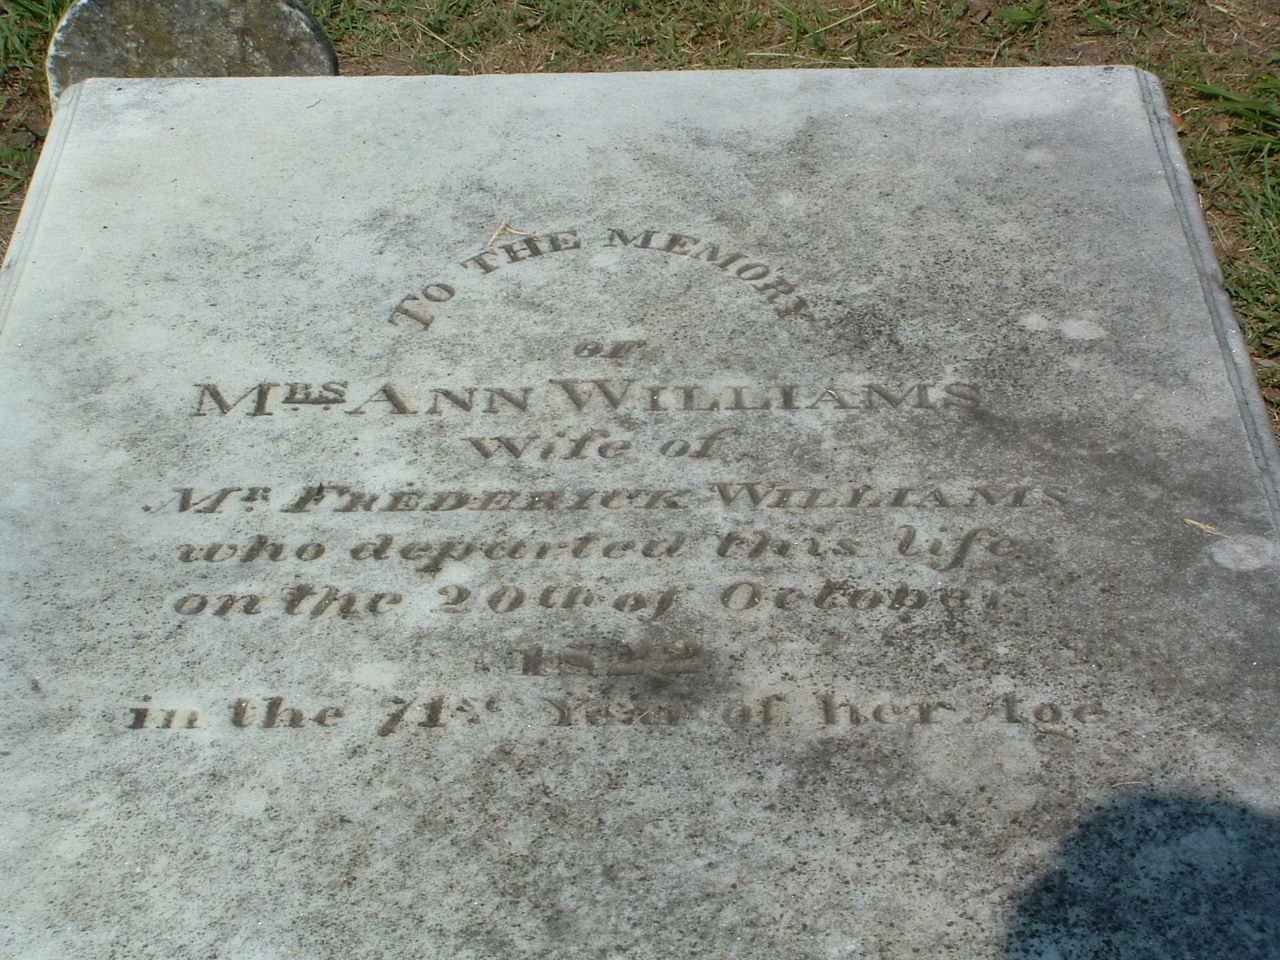 TO THE MEMORY
OF
MRS ANN WILLIAMS
Wife of
MR FREDERICK WILLIAMS
who departed this life
on the 20th of October
1822
in the 71st Year of her Age